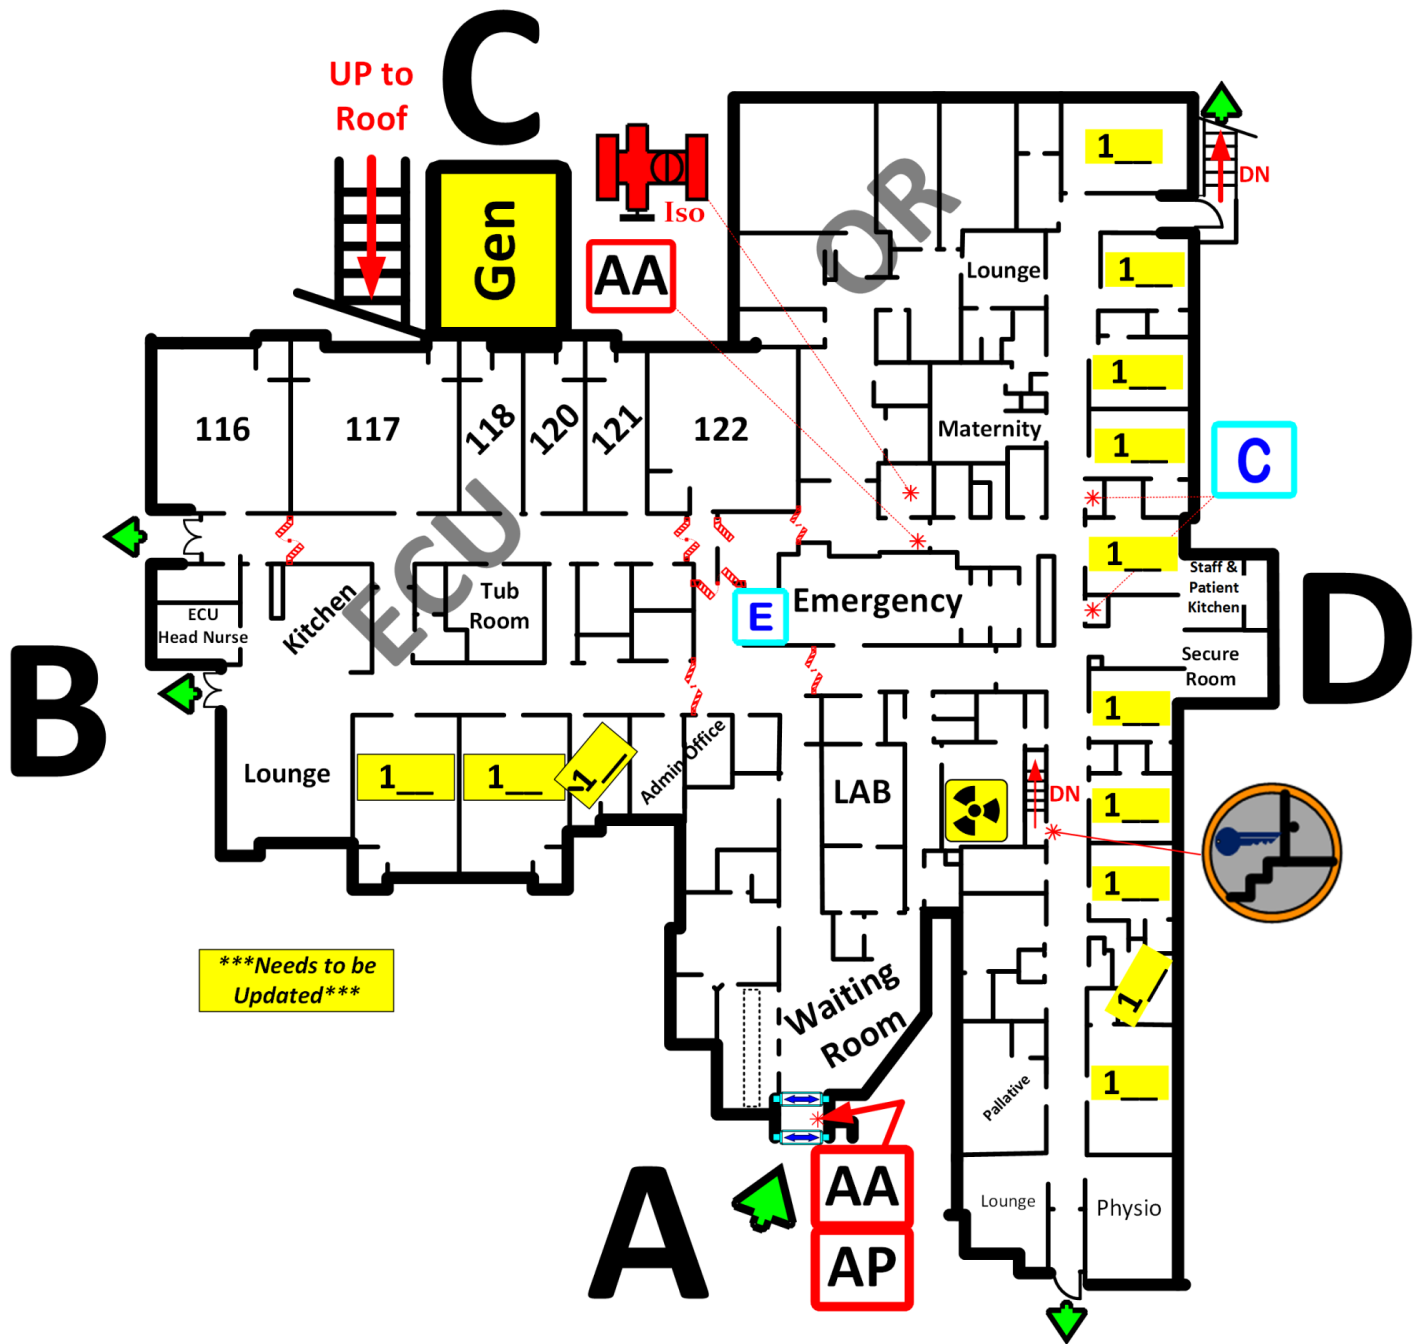 C
UP to
Roof
Gen
Iso
AA
OR
1__
DN
Lounge
1__
1__
Maternity
1__
C
116
117
118
120
121
122
ECU
1__
Staff &
Patient
Kitchen
D
ECU
Head Nurse
Kitchen
Tub
Room
E
Emergency
Secure
Room
B
1__
Lounge
1__
1__
1__
Admin Office
LAB
DN
1__
1__
***Needs to be
Updated***
Waiting
Room
1__
1__
Pallative
A
AA
AP
Lounge
Physio